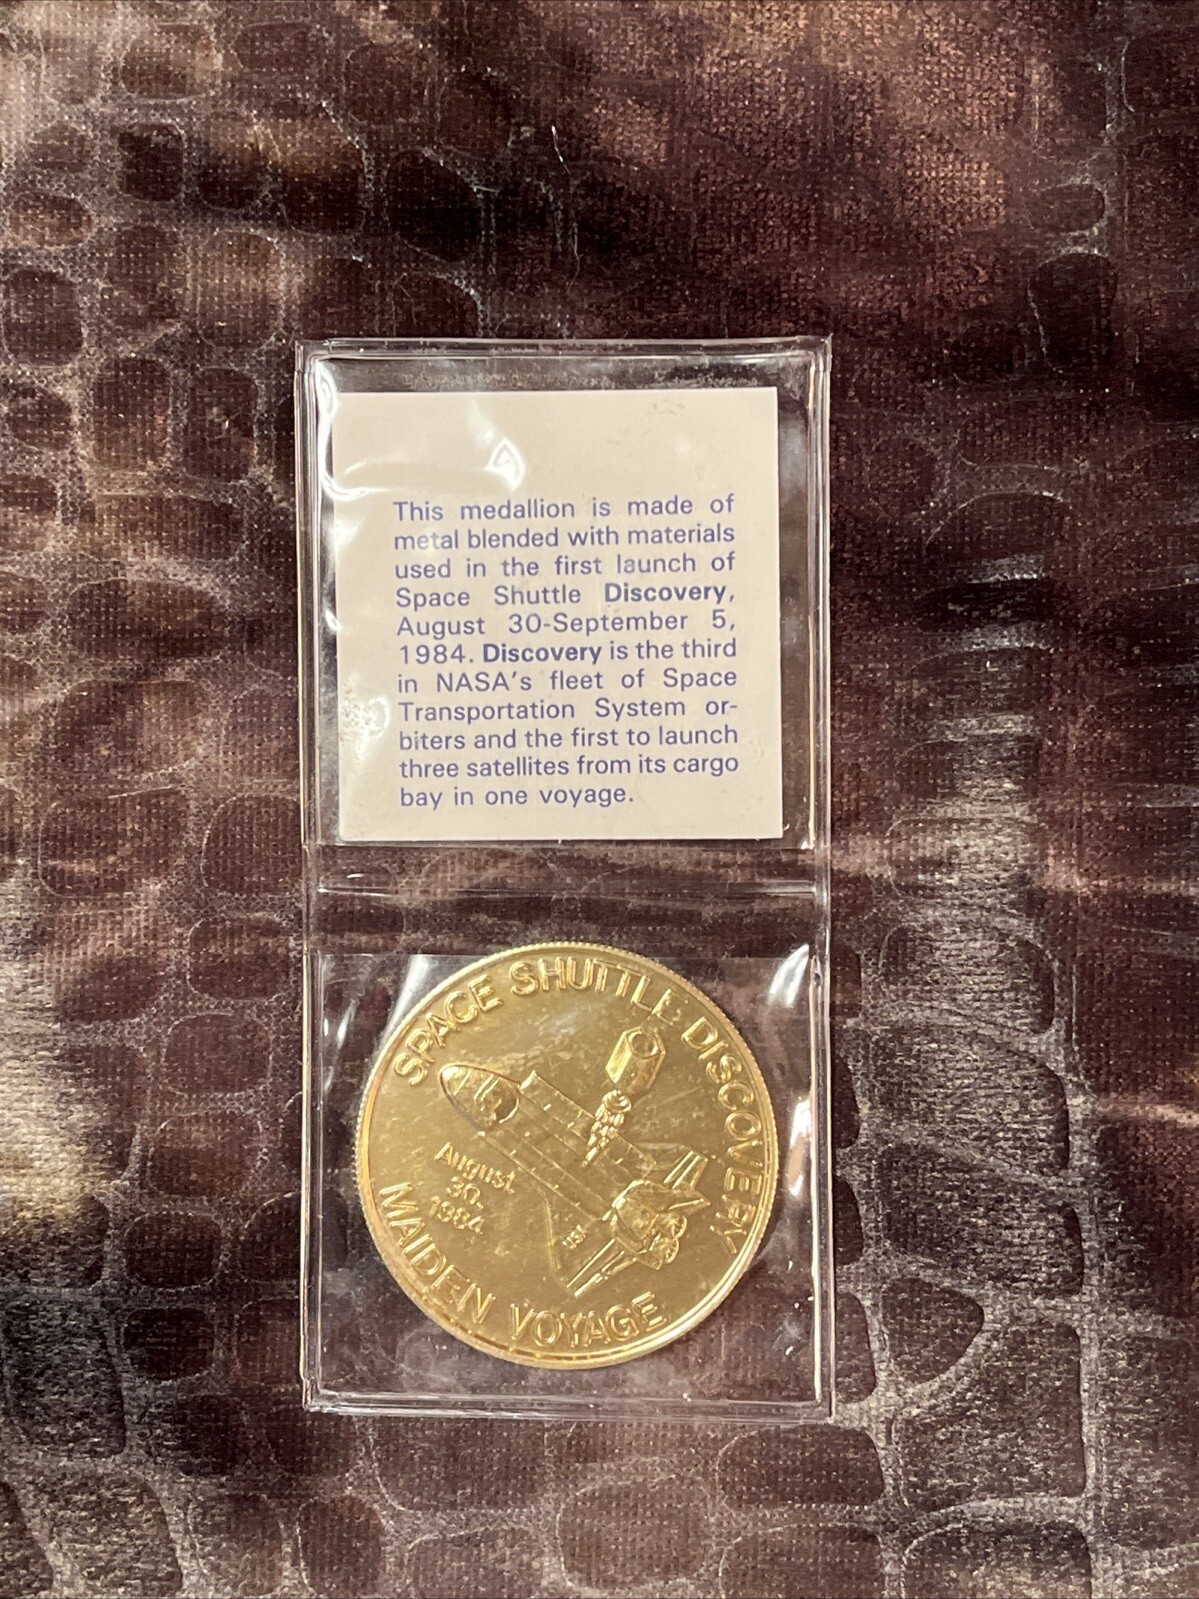 This medallion is made of
metal blended with materials
used in the first launch of
Space Shuttle Discovery,
August 30-September 5,
1984. Discovery is the third
in NASA's fleet of Space
Transportation System or-
biters and the first to launch
three satellites from its cargo
bay in one voyage.
SPACE SHUTTLE DISCOVERY
August
30,
1984
USA
MAIDEN VOYAGE